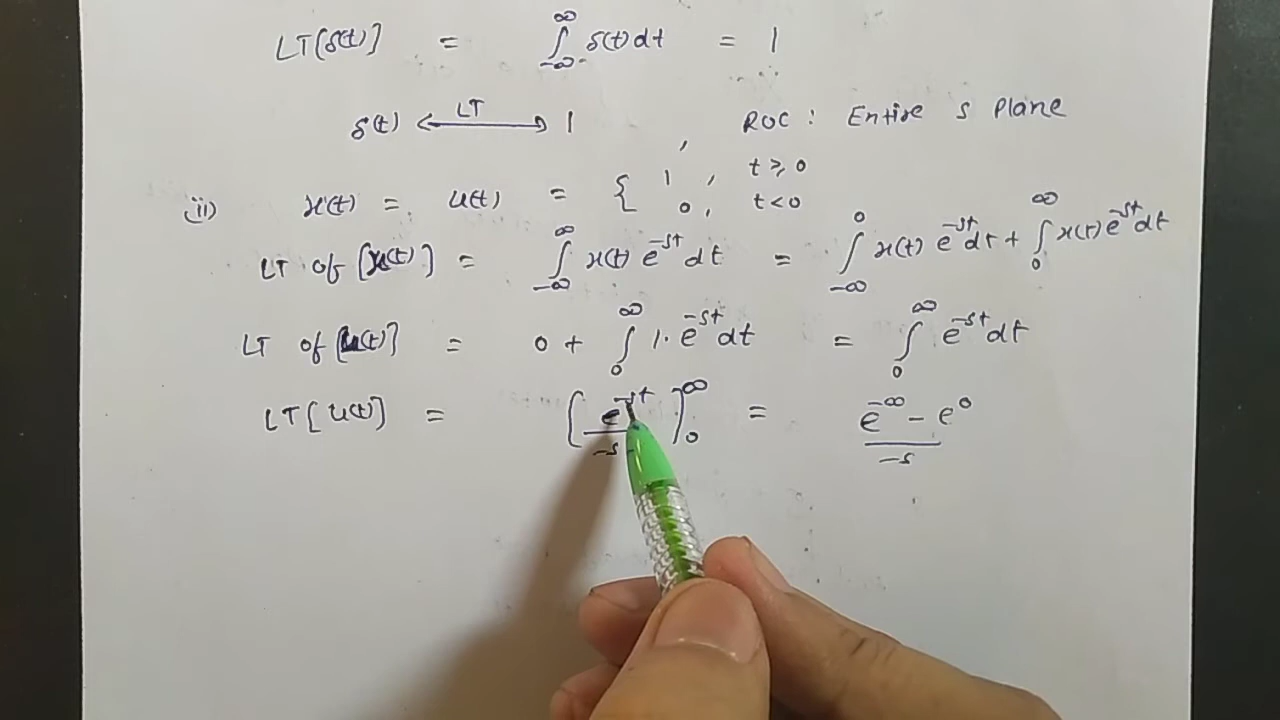 LT[δ(t)] = ∫_{-∞}^{∞} δ(t) dt = 1
δ(t) ←LT→ 1 , ROC : Entire s Plane
(ii) x(t) = u(t) = { 1 , t ≥ 0
0 , t < 0
LT of [x(t)] = ∫_{-∞}^{∞} x(t) e^{-st} dt = ∫_{-∞}^{0} x(t) e^{-st} dt + ∫_{0}^{∞} x(t) e^{-st} dt
LT of [u(t)] = 0 + ∫_{0}^{∞} 1. e^{-st} dt = ∫_{0}^{∞} e^{-st} dt
LT[u(t)] = [e^{-st} / -s]_{0}^{∞} = (e^{-∞} - e^{0}) / -s